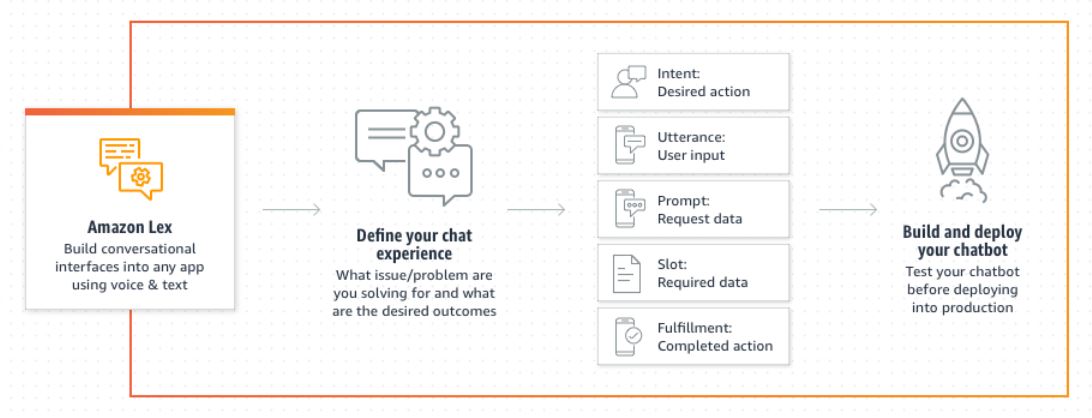 Amazon Lex
Build conversational
interfaces into any app
using voice & text
Define your chat
experience
What issue/problem are
you solving for and what
are the desired outcomes
Intent:
Desired action
Utterance:
User input
Prompt:
Request data
Slot:
Required data
Fulfillment:
Completed action
Build and deploy
your chatbot
Test your chatbot
before deploying
into production